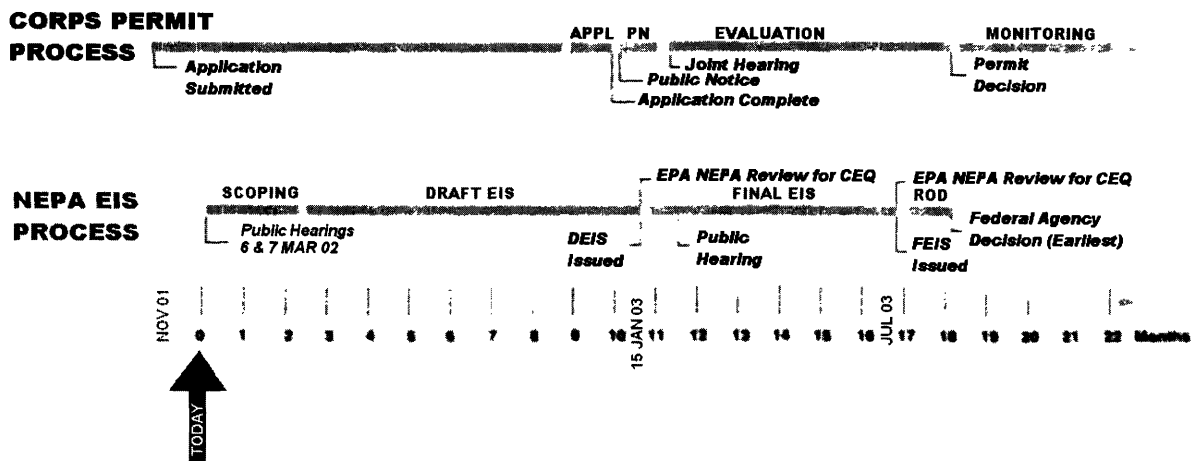 CORPS PERMIT
PROCESS
APPL PN EVALUATION MONITORING
Application
Submitted
Joint Hearing
Public Notice
Application Complete
Permit
Decision
NEPA EIS
PROCESS
SCOPING DRAFT EIS FINAL EIS ROD
EPA NEPA Review for CEQ
EPA NEPA Review for CEQ
Public Hearings
6 & 7 MAR 02
DEIS
Issued
Public
Hearing
FEIS
Issued
Federal Agency
Decision (Earliest)
NOV 01
15 JAN 03
JUL 03
0 1 2 3 4 5 6 7 8 9 10 11 12 13 14 15 16 17 18 19 20 21 22 Months
TODAY